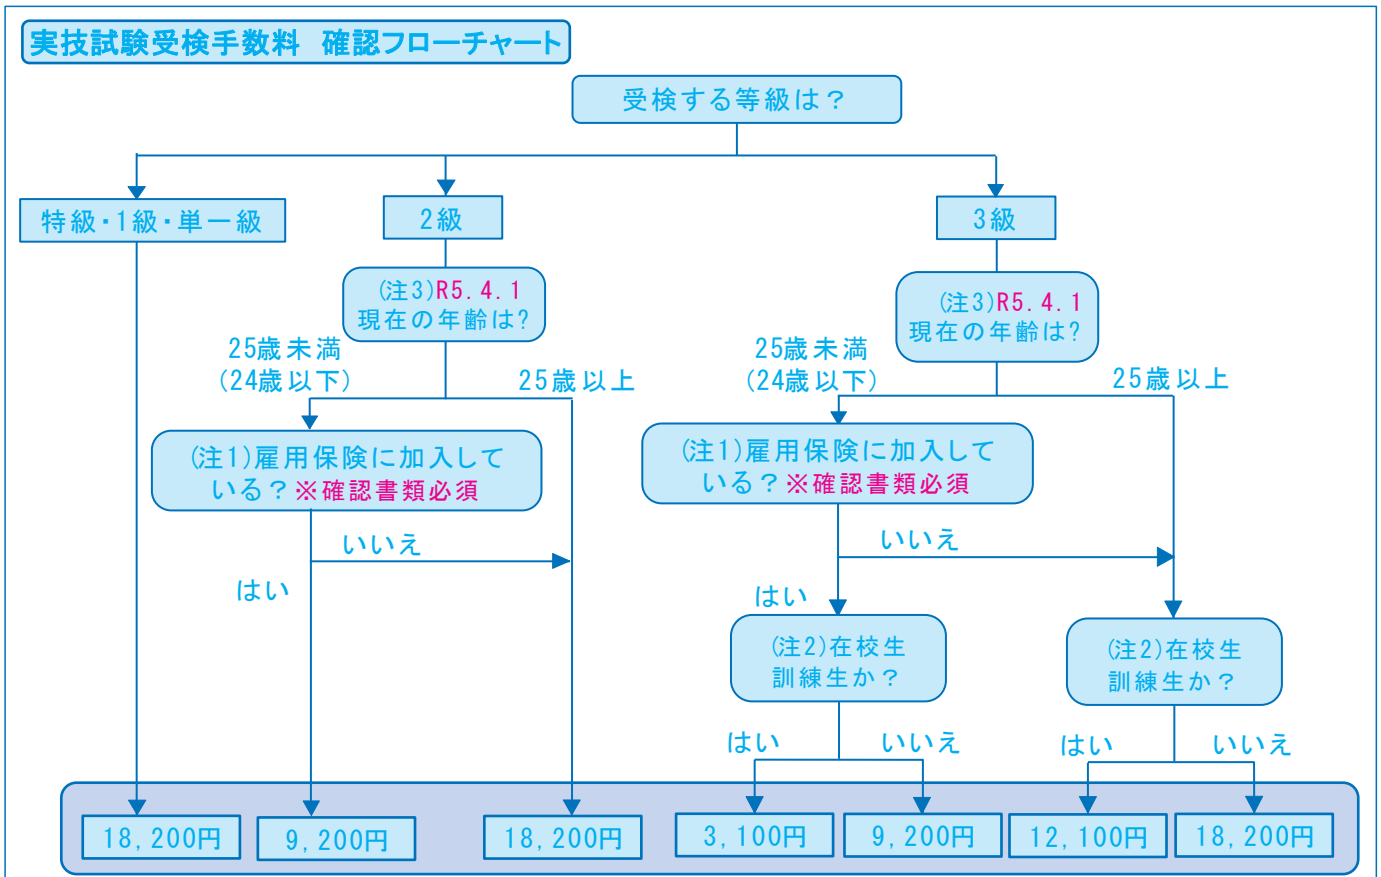 実技試験受検手数料 確認フローチャート
受検する等級は？
特級・1級・単一級
2級
3級
(注3)R5.4.1
現在の年齢は?
(注3)R5.4.1
現在の年齢は?
25歳未満
(24歳以下)
25歳以上
25歳未満
(24歳以下)
25歳以上
(注1)雇用保険に加入して
いる？※確認書類必須
(注1)雇用保険に加入して
いる？※確認書類必須
いいえ
はい
いいえ
はい
(注2)在校生
訓練生か？
(注2)在校生
訓練生か？
はい
いいえ
はい
いいえ
18,200円
9,200円
18,200円
3,100円
9,200円
12,100円
18,200円